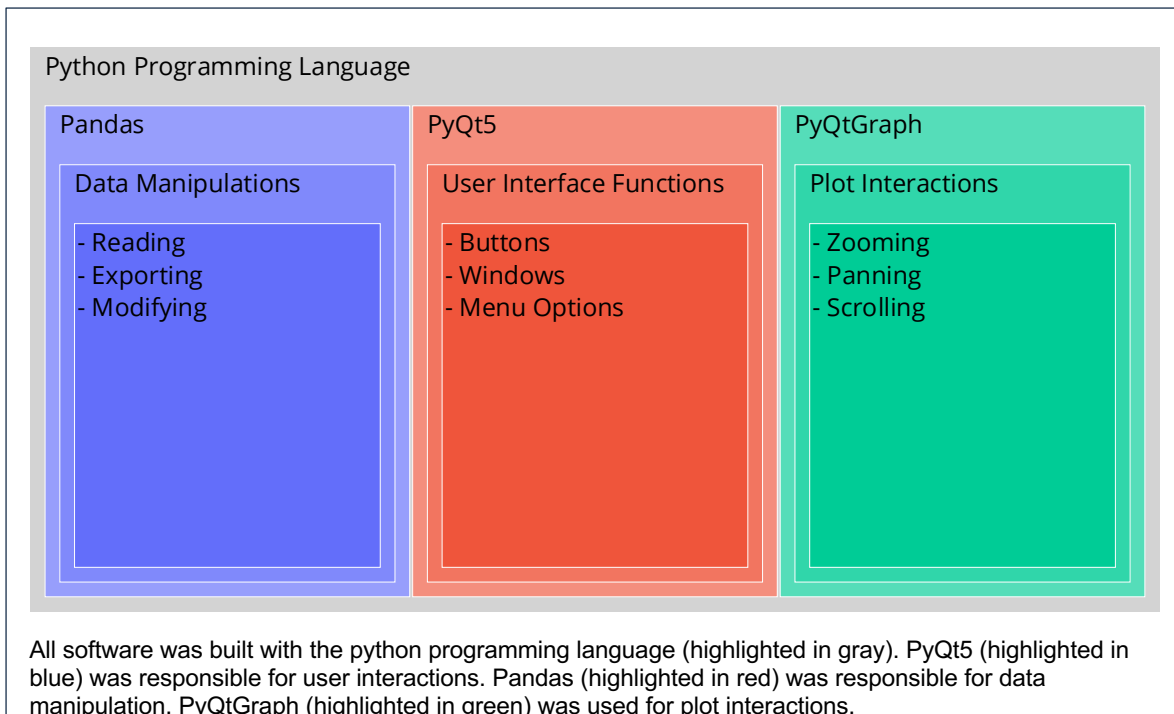 Python Programming Language
Pandas
Data Manipulations
- Reading
- Exporting
- Modifying
PyQt5
User Interface Functions
- Buttons
- Windows
- Menu Options
PyQtGraph
Plot Interactions
- Zooming
- Panning
- Scrolling
All software was built with the python programming language (highlighted in gray). PyQt5 (highlighted in
blue) was responsible for user interactions. Pandas (highlighted in red) was responsible for data
manipulation. PyQtGraph (highlighted in green) was used for plot interactions.